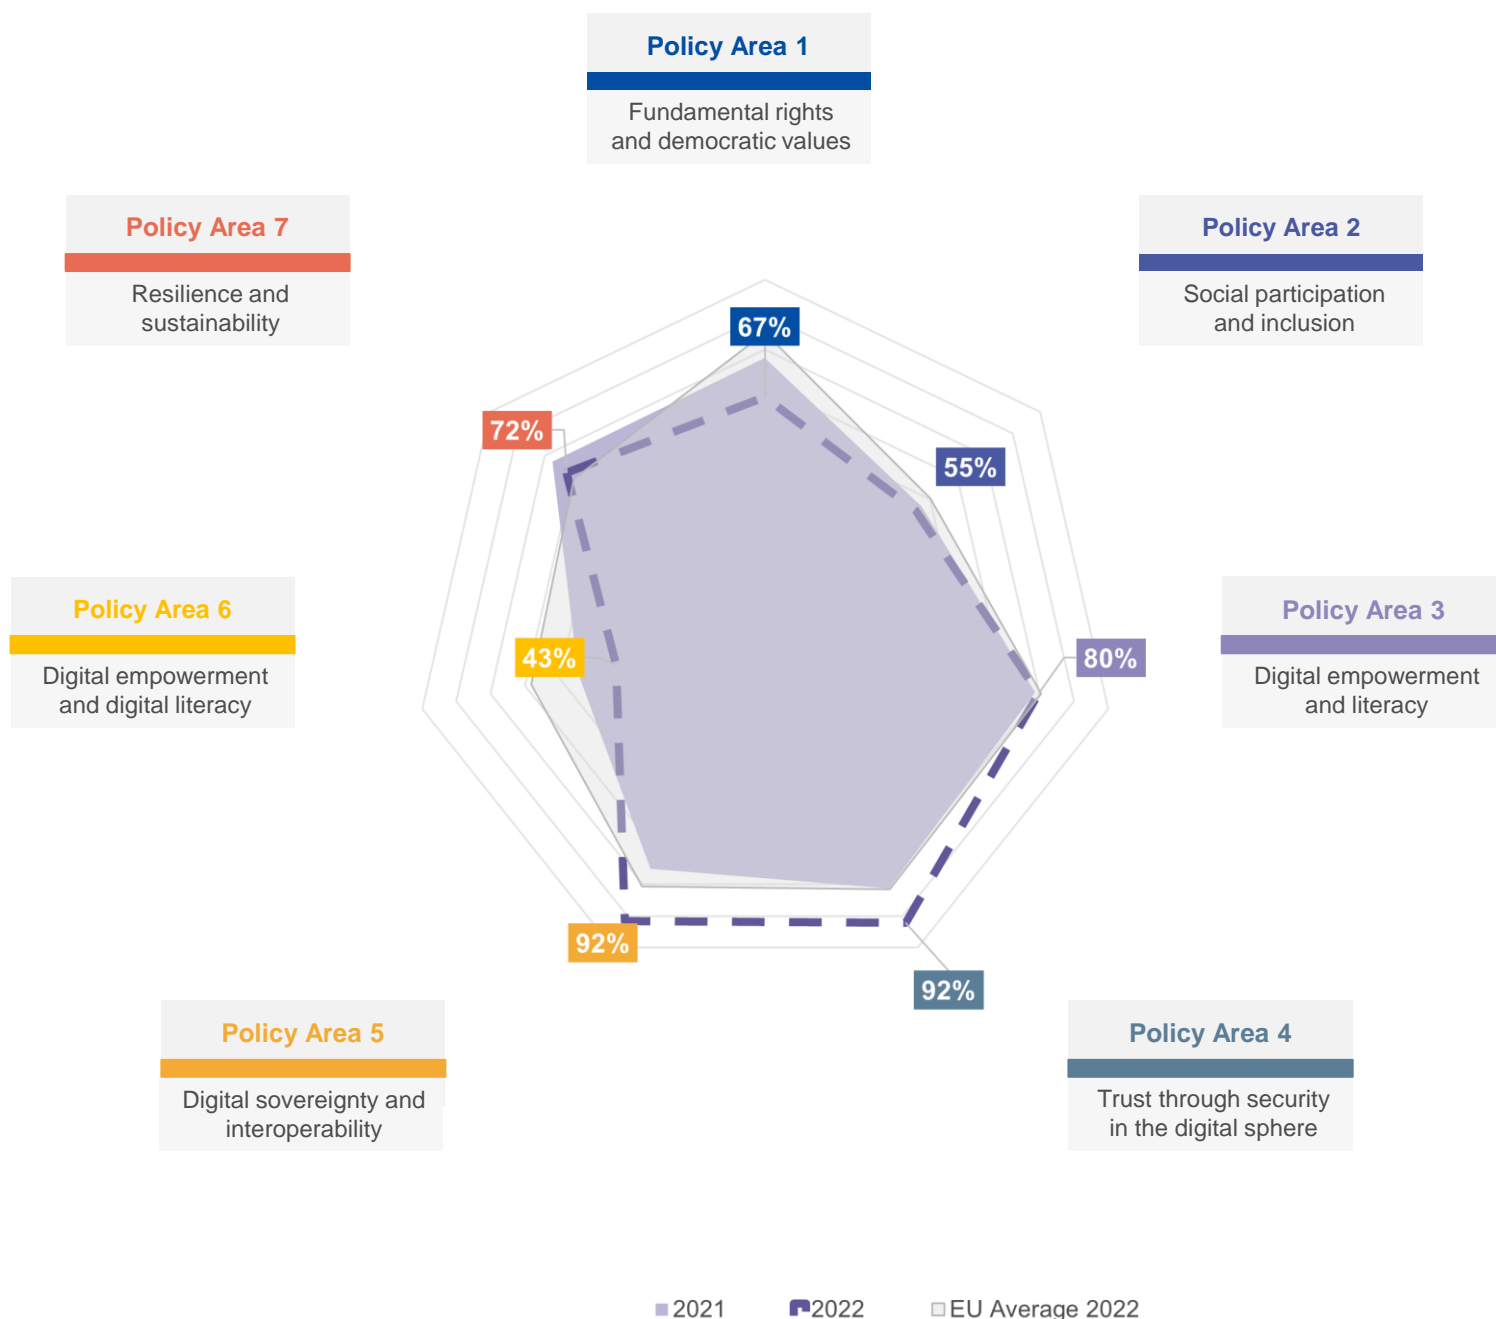 Policy Area 1
Fundamental rights
and democratic values
Policy Area 7
Resilience and
sustainability
Policy Area 2
Social participation
and inclusion
67%
72%
55%
Policy Area 6
Digital empowerment
and digital literacy
43%
80%
Policy Area 3
Digital empowerment
and literacy
92%
92%
Policy Area 5
Digital sovereignty and
interoperability
Policy Area 4
Trust through security
in the digital sphere
2021
2022
EU Average 2022